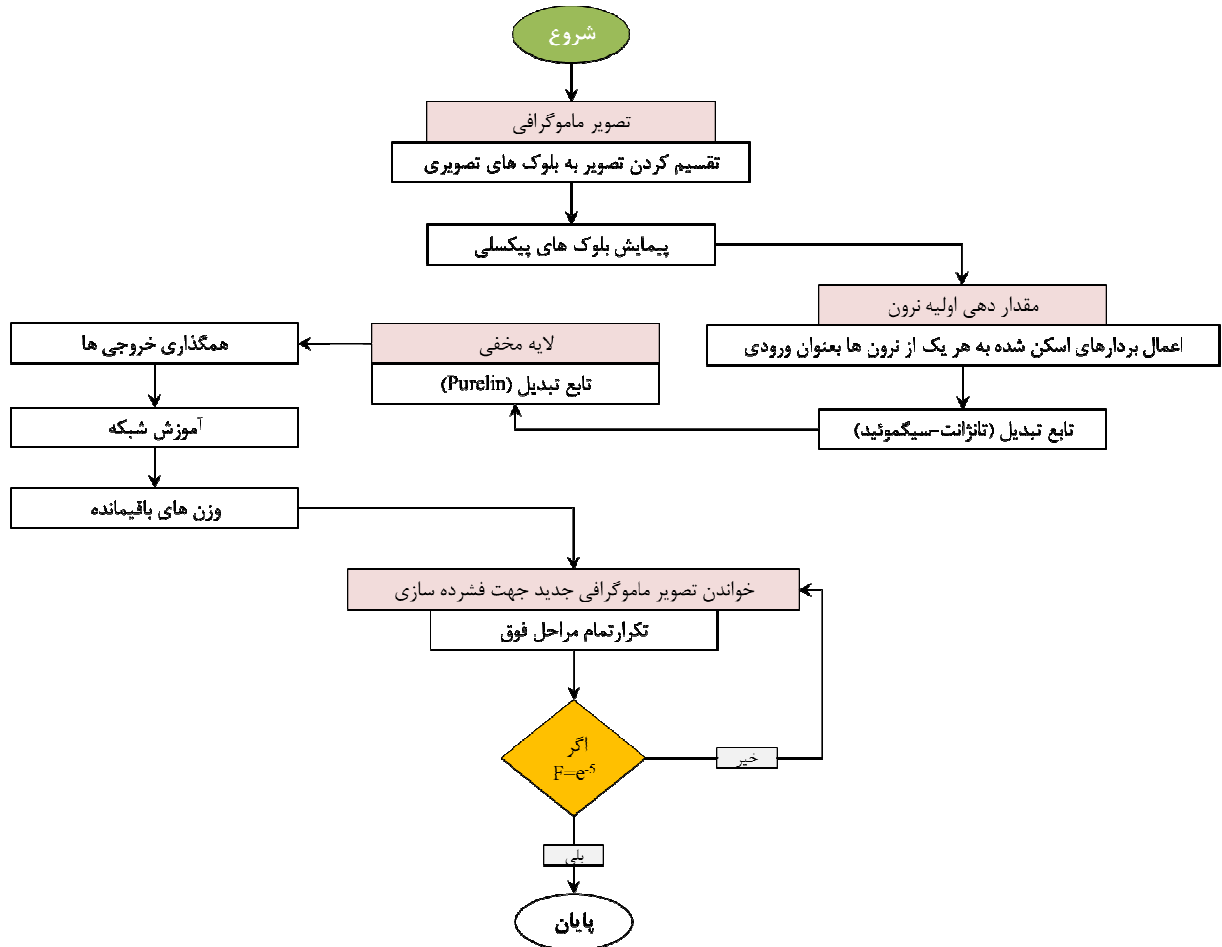 شروع
تصویر ماموگرافی
تقسیم کردن تصویر به بلوک های تصویری
پیمایش بلوک های پیکسلی
مقدار دهی اولیه نرون
اعمال بردارهای اسکن شده به هر یک از نرون ها بعنوان ورودی
تابع تبدیل (تانژانت-سیگموئید)
لایه مخفی
تابع تبدیل (Purelin)
همگذاری خروجی ها
آموزش شبکه
وزن های باقیمانده
خواندن تصویر ماموگرافی جدید جهت فشرده سازی
تکرارتمام مراحل فوق
اگر
F=e⁻⁵
خیر
بلی
پایان